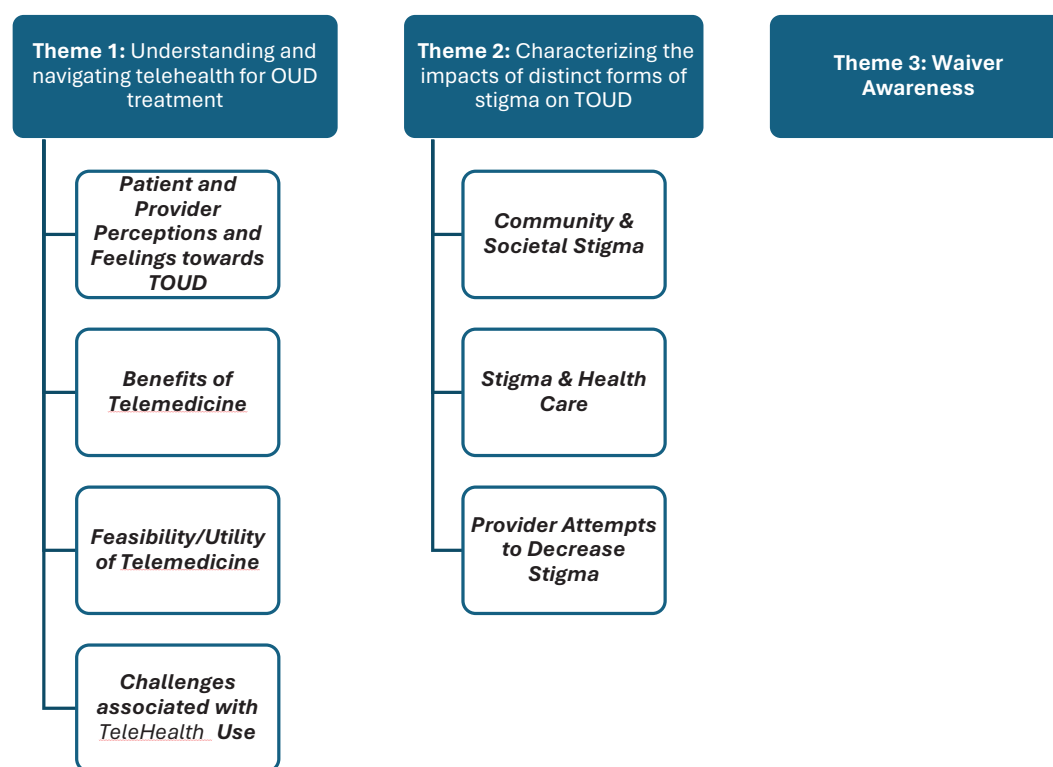 Theme 1: Understanding and
navigating telehealth for OUD
treatment
Patient and
Provider
Perceptions and
Feelings towards
TOUD
Benefits of
Telemedicine
Feasibility/Utility
of Telemedicine
Challenges
associated with
TeleHealth Use
Theme 2: Characterizing the
impacts of distinct forms of
stigma on TOUD
Community &
Societal Stigma
Stigma & Health
Care
Provider Attempts
to Decrease
Stigma
Theme 3: Waiver
Awareness